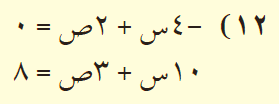 ١٢) -٤س + ٢ص = ٠
١٠س + ٣ص = ٨